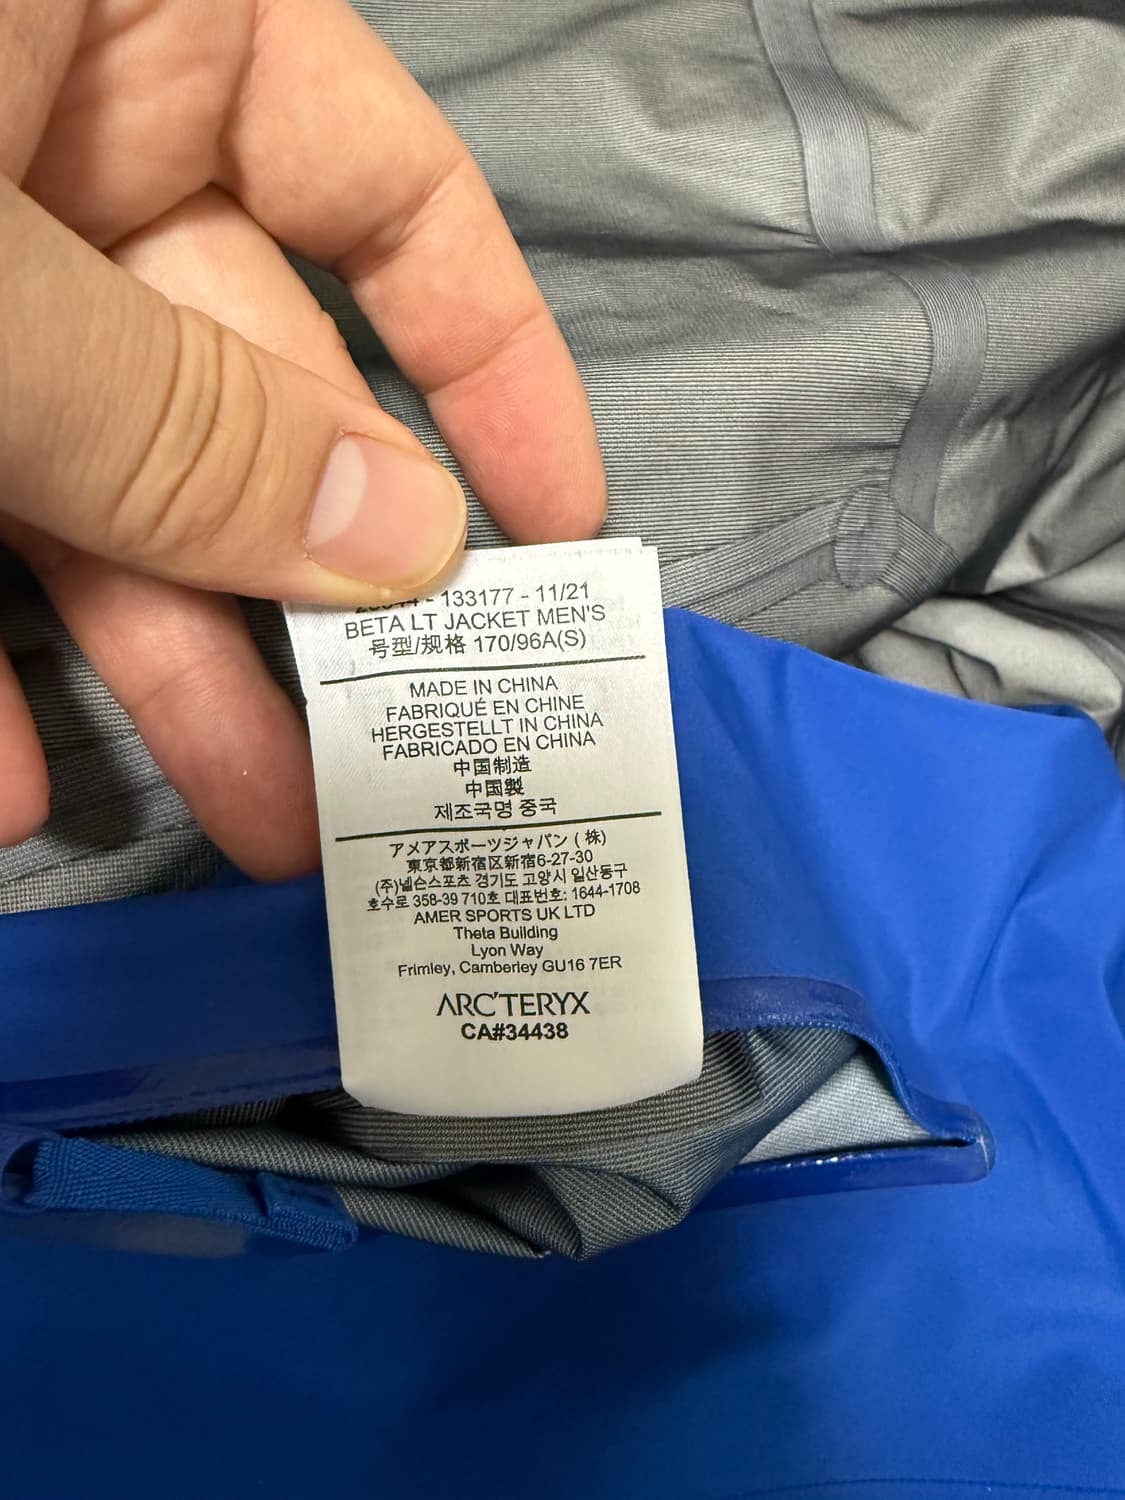 - 133177 - 11/21
BETA LT JACKET MEN'S
号型/规格 170/96A(S)
MADE IN CHINA
FABRIQUÉ EN CHINE
HERGESTELLT IN CHINA
FABRICADO EN CHINA
中国制造
中国製
제조국명 중국
アメアスポーツジャパン ( 株)
東京都新宿区新宿6-27-30
(주)넬슨스포츠 경기도 고양시 일산동구
호수로 358-39 710호 대표번호: 1644-1708
AMER SPORTS UK LTD
Theta Building
Lyon Way
Frimley, Camberley GU16 7ER
ARC'TERYX
CA#34438